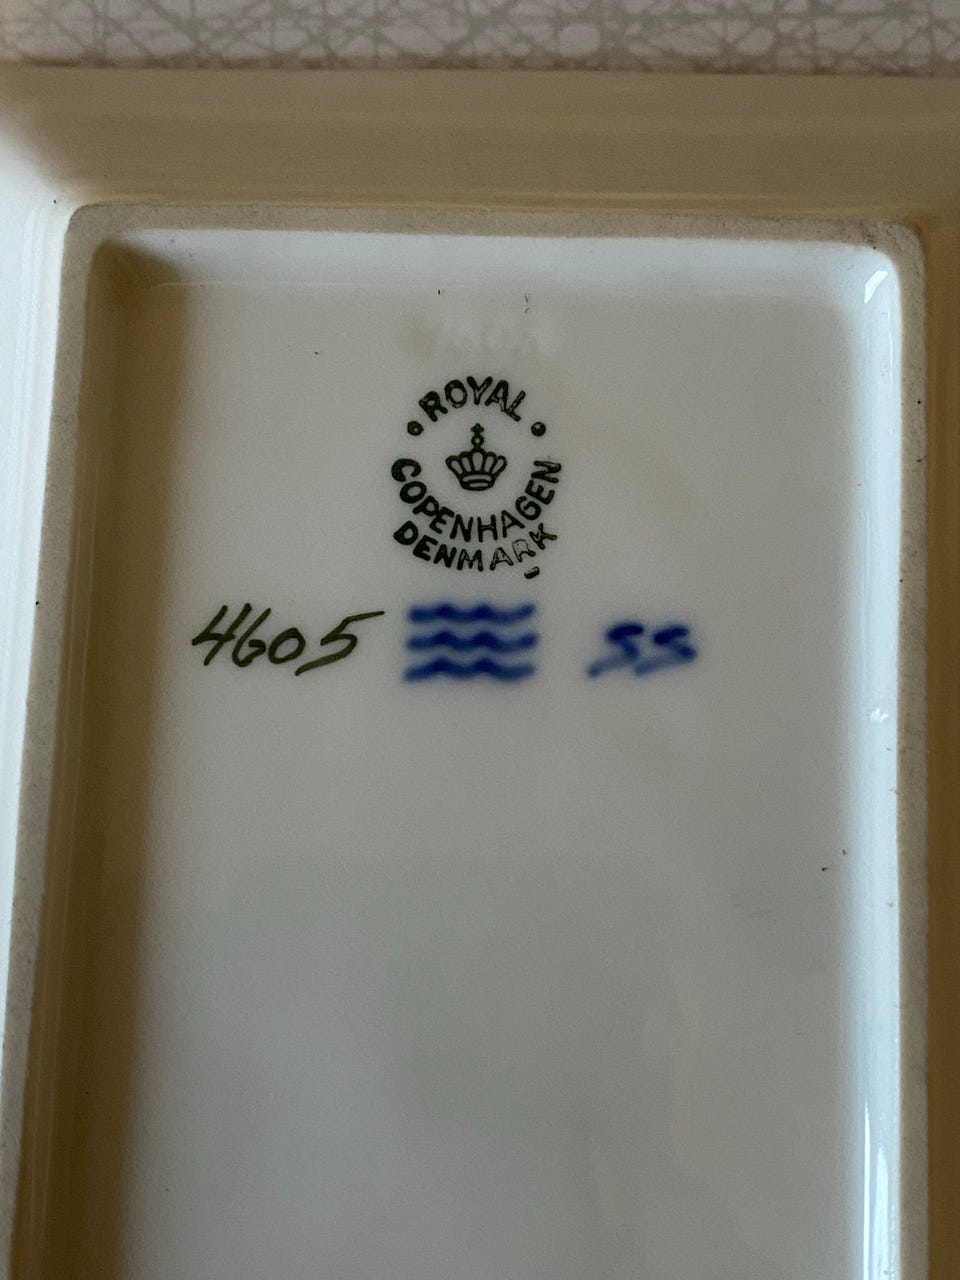 ROYAL
COPENHAGEN
DENMARK
4605 SS